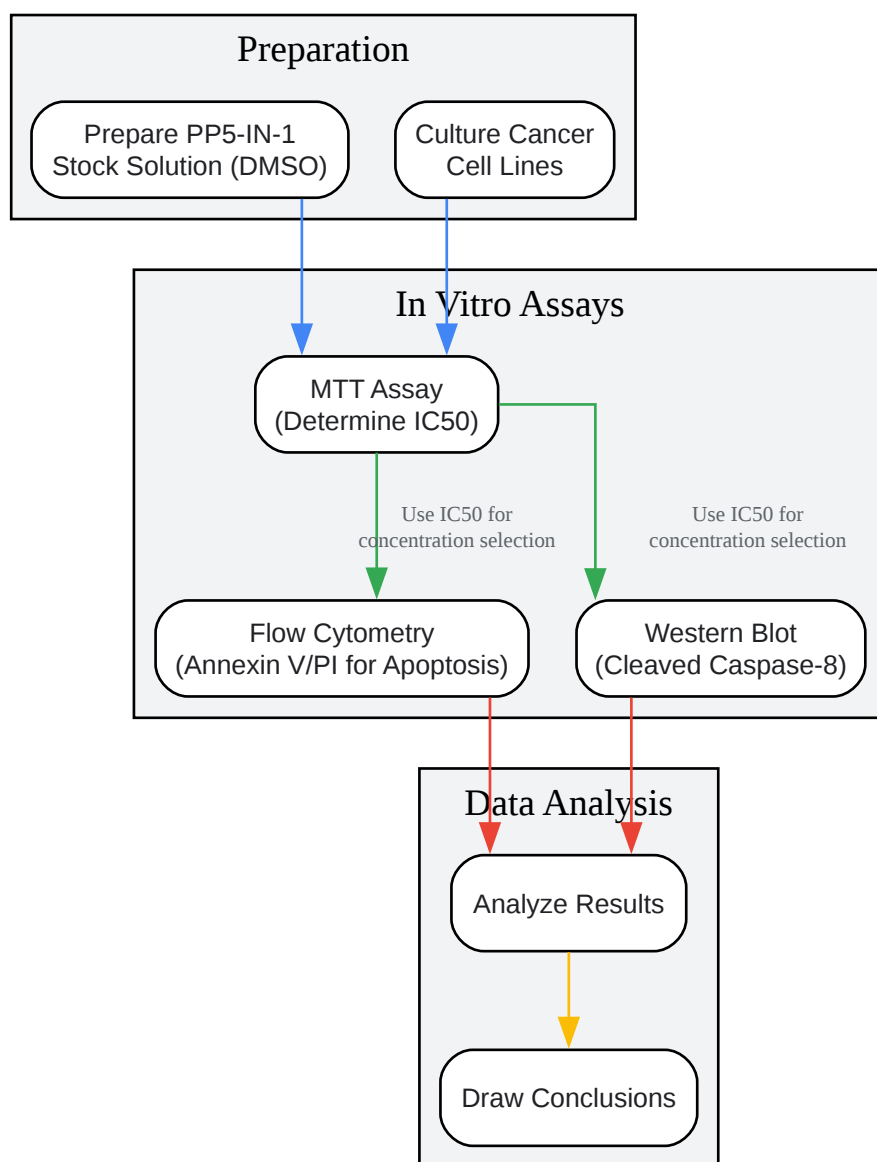 Preparation
Prepare PP5-IN-1
Stock Solution (DMSO)
Culture Cancer
Cell Lines
In Vitro Assays
MTT Assay
(Determine IC50)
Use IC50 for
concentration selection
Use IC50 for
concentration selection
Flow Cytometry
(Annexin V/PI for Apoptosis)
Western Blot
(Cleaved Caspase-8)
Data Analysis
Analyze Results
Draw Conclusions